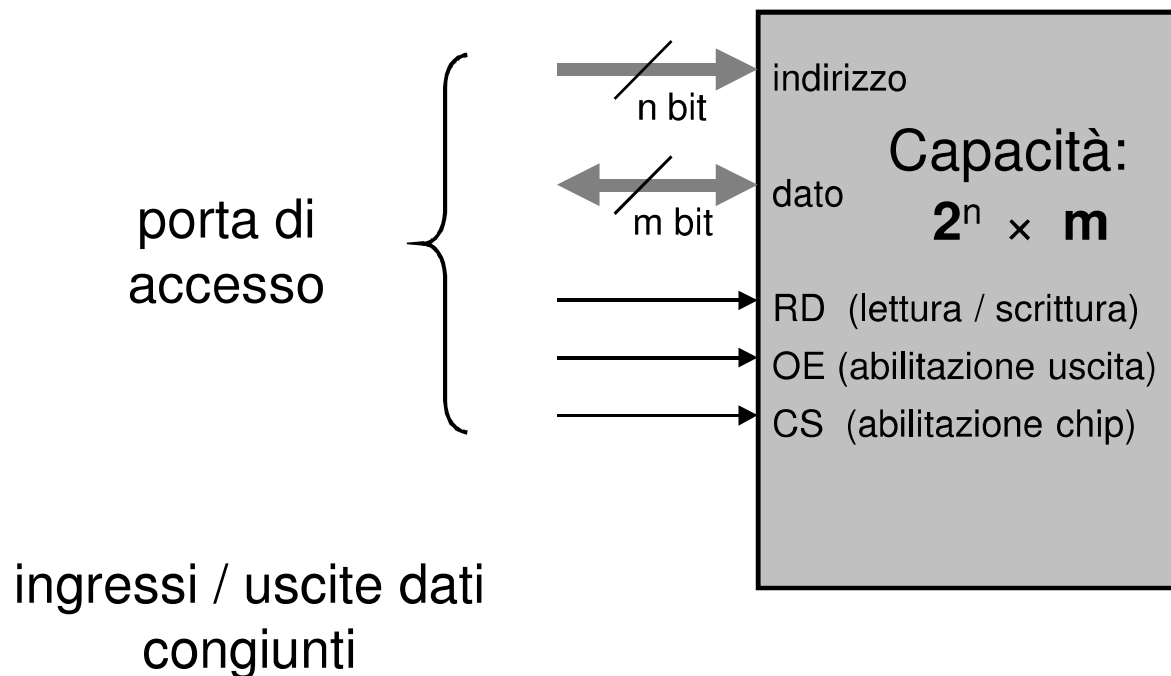 indirizzo
n bit
Capacità:
dato
m bit
2ⁿ × m
porta di
accesso
RD (lettura / scrittura)
OE (abilitazione uscita)
CS (abilitazione chip)
ingressi / uscite dati
congiunti